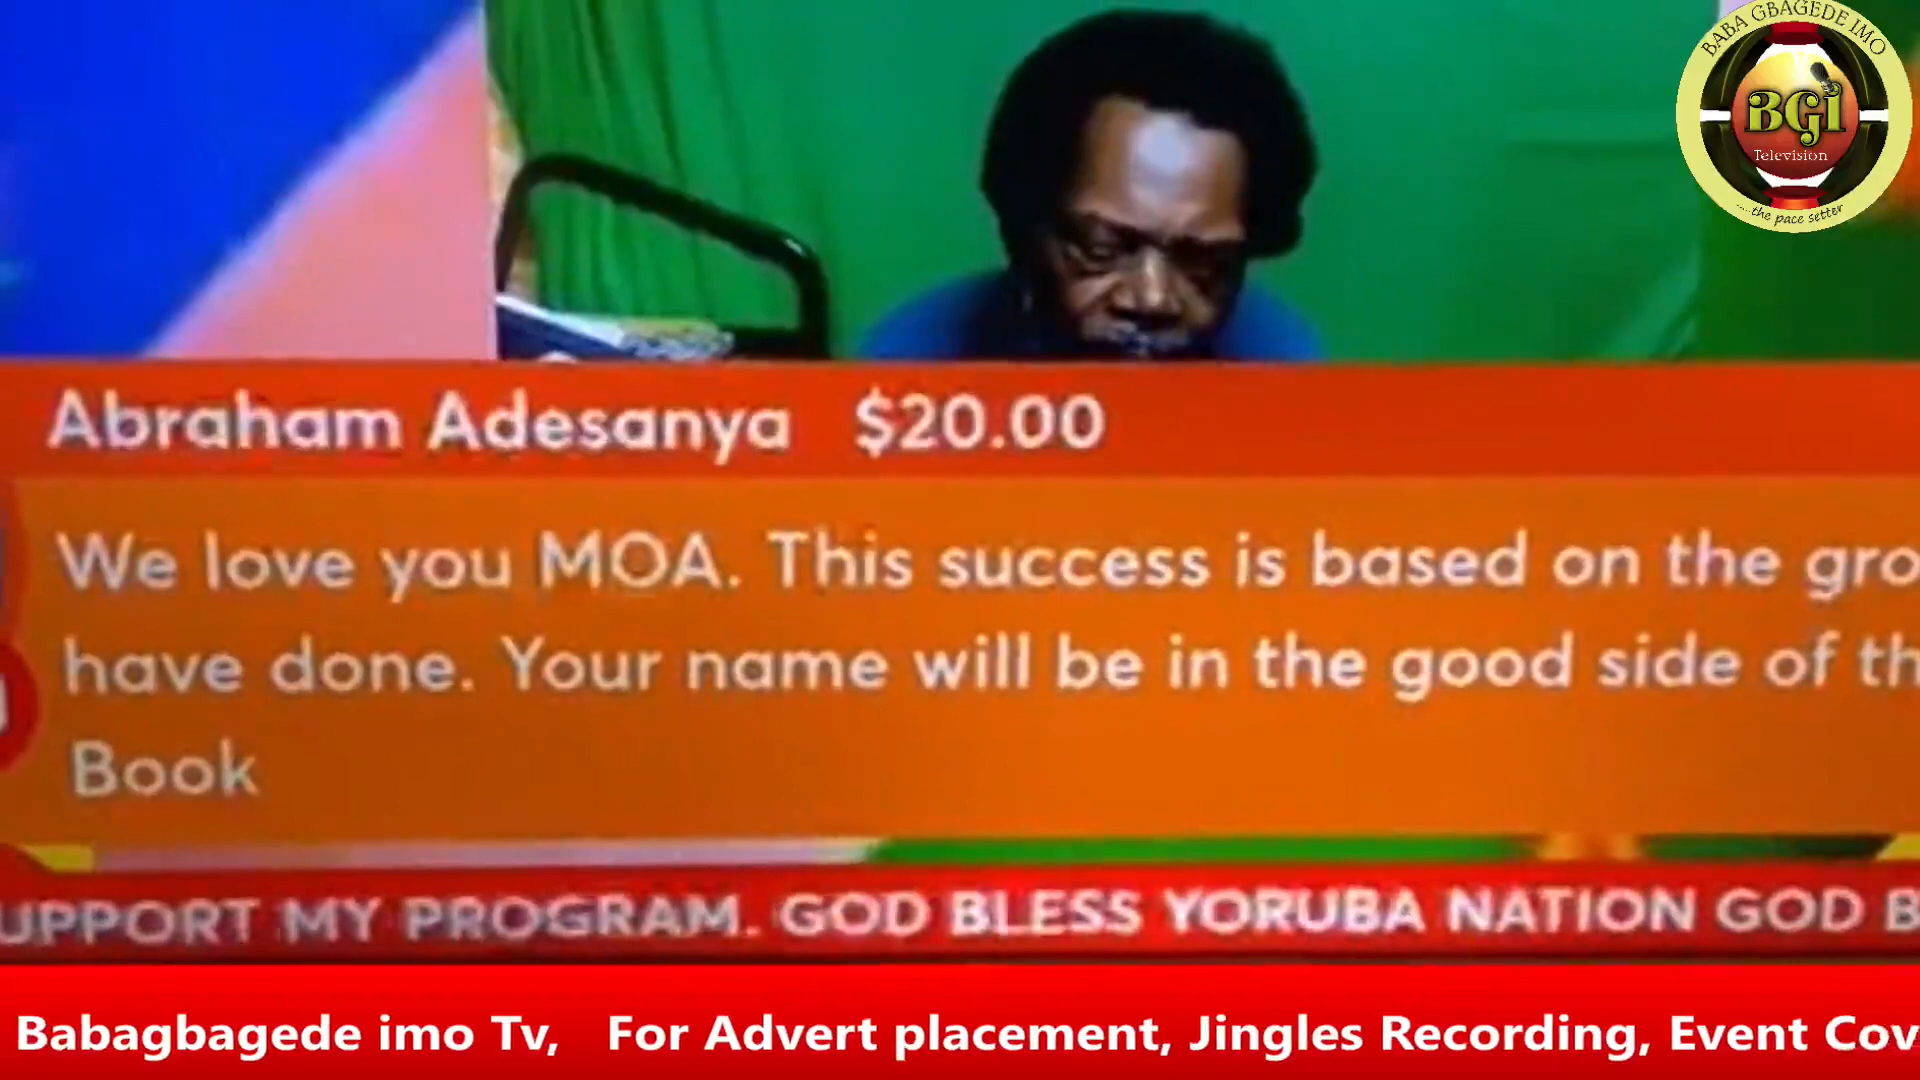 BABA GBAGEDE IMO
BGI
Television
.....the pace setter
Abraham Adesanya $20.00
We love you MOA. This success is based on the gro
have done. Your name will be in the good side of th
Book
UPPORT MY PROGRAM. GOD BLESS YORUBA NATION GOD B
Babagbagede imo Tv, For Advert placement, Jingles Recording, Event Cov